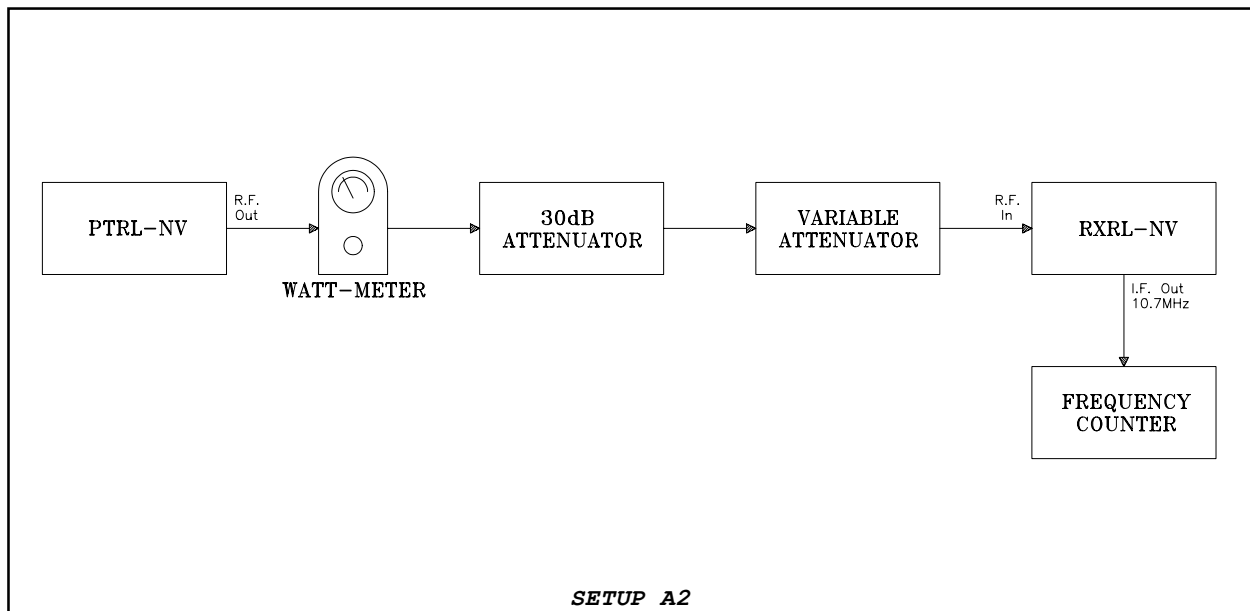 PTRL-NV
R.F.
Out
WATT-METER
30dB
ATTENUATOR
VARIABLE
ATTENUATOR
R.F.
In
RXRL-NV
I.F. Out
10.7MHz
FREQUENCY
COUNTER
SETUP A2